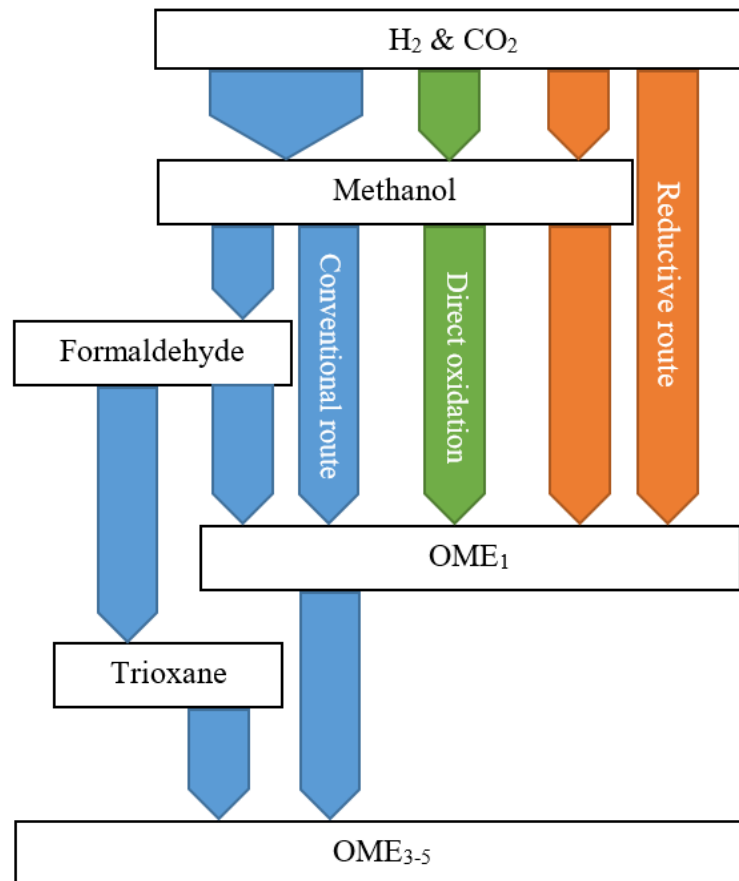 H₂ & CO₂
Methanol
Reductive route
Conventional route
Direct oxidation
Formaldehyde
OME₁
Trioxane
OME₃₋₅